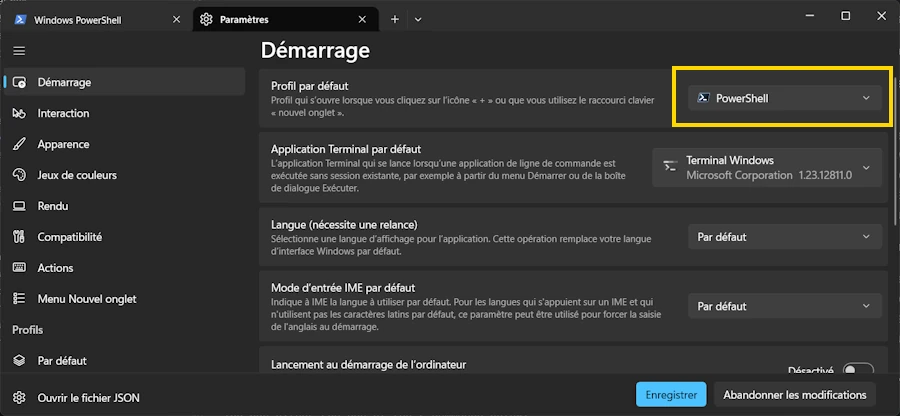 Windows PowerShell
Paramètres
Démarrage
Interaction
Apparence
Jeux de couleurs
Rendu
Compatibilité
Actions
Menu Nouvel onglet
Profils
Par défaut
Ouvrir le fichier JSON
Démarrage
Profil par défaut
Profil qui s'ouvre lorsque vous cliquez sur l'icône « + » ou que vous utilisez le raccourci clavier
« nouvel onglet ».
PowerShell
Application Terminal par défaut
L'application Terminal qui se lance lorsqu'une application de ligne de commande est
exécutée sans session existante, par exemple à partir du menu Démarrer ou de la boîte
de dialogue Exécuter.
Terminal Windows
Microsoft Corporation 1.23.12811.0
Langue (nécessite une relance)
Sélectionne une langue d'affichage pour l'application. Cette opération remplace votre langue
d'interface Windows par défaut.
Par défaut
Mode d'entrée IME par défaut
Indique à IME la langue à utiliser par défaut. Pour les langues qui s'appuient sur un IME et qui
n'utilisent pas les caractères latins par défaut, ce paramètre peut être utilisé pour forcer la saisie
de l'anglais au démarrage.
Par défaut
Lancement au démarrage de l'ordinateur
Désactivé
Enregistrer
Abandonner les modifications